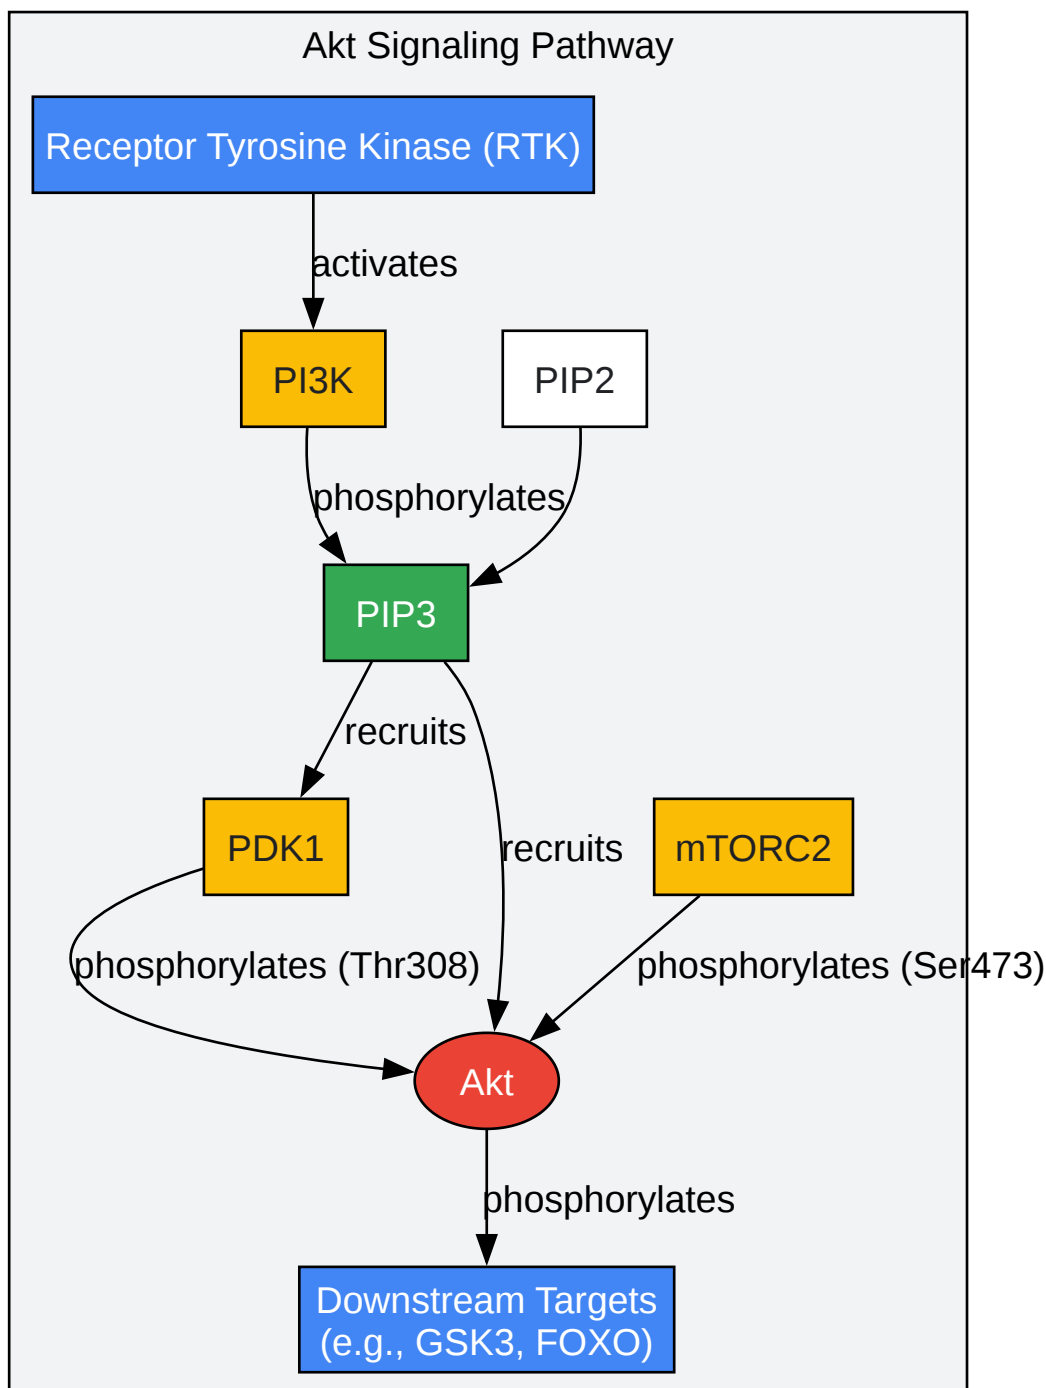 Akt Signaling Pathway
Receptor Tyrosine Kinase (RTK)
activates
PI3K
PIP2
phosphorylates
PIP3
recruits
PDK1
recruits
mTORC2
phosphorylates (Thr308)
phosphorylates (Ser473)
Akt
phosphorylates
Downstream Targets
(e.g., GSK3, FOXO)